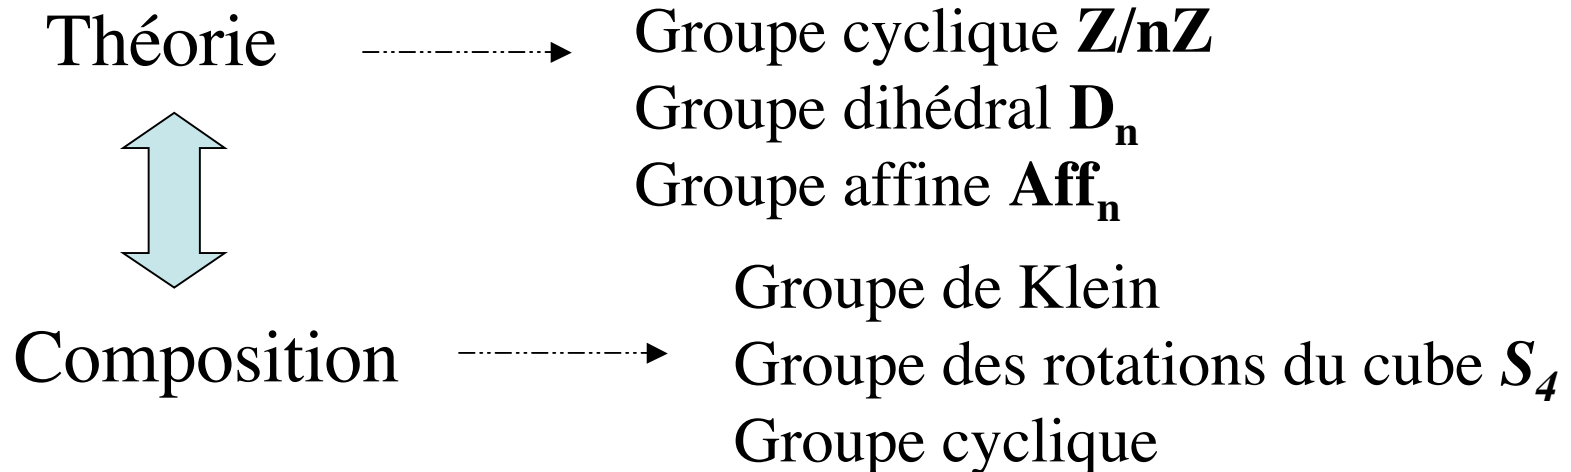 Théorie
Groupe cyclique Z/nZ
Groupe dihédral Dn
Groupe affine Affn
Composition
Groupe de Klein
Groupe des rotations du cube S4
Groupe cyclique